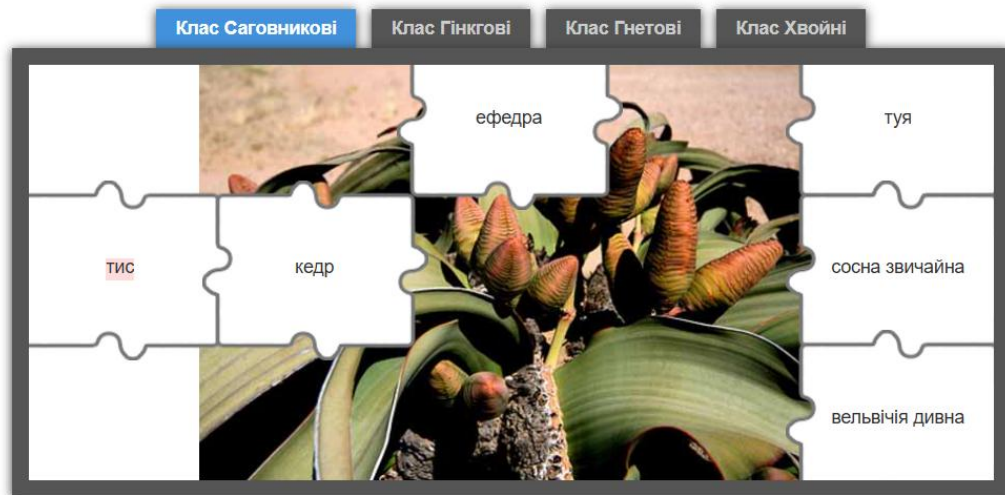 Клас Саговникові
Клас Гінкгові
Клас Гнетові
Клас Хвойні
ефедра
туя
тис
кедр
сосна звичайна
вельвічія дивна